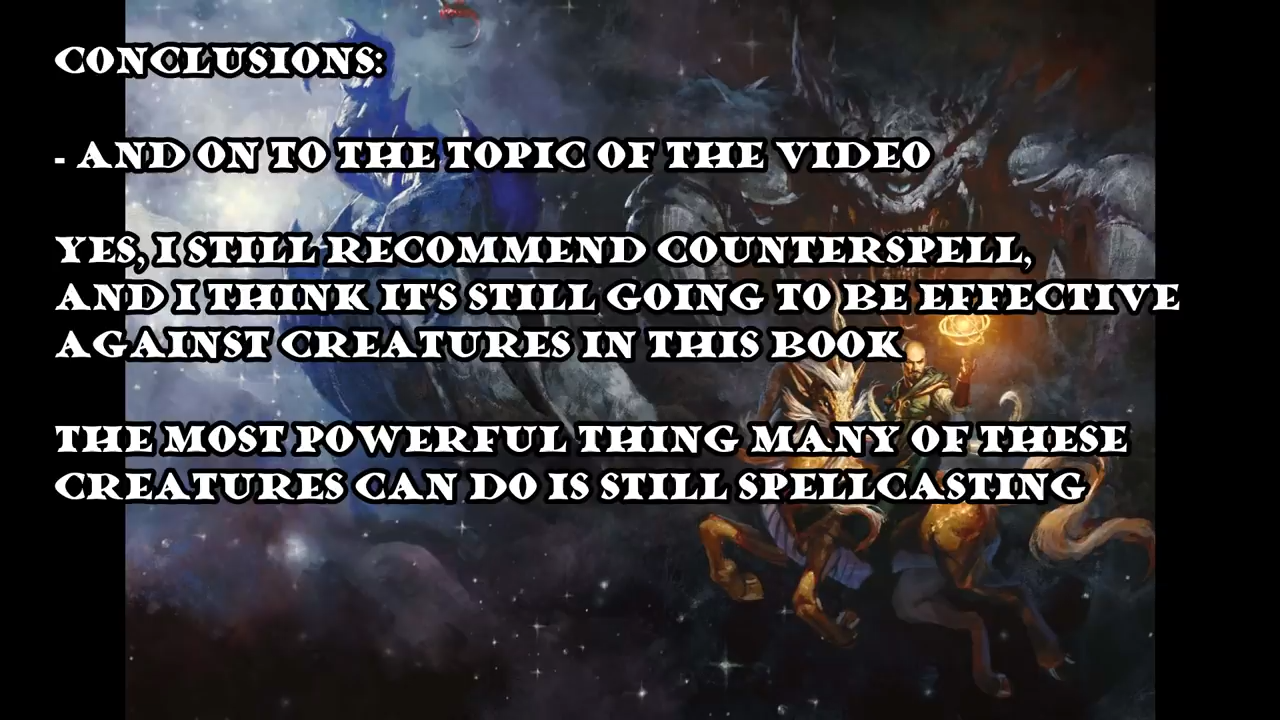 CONCLUSIONS:
- AND ON TO THE TOPIC OF THE VIDEO
YES, I STILL RECOMMEND COUNTERSPELL,
AND I THINK IT'S STILL GOING TO BE EFFECTIVE
AGAINST CREATURES IN THIS BOOK
THE MOST POWERFUL THING MANY OF THESE
CREATURES CAN DO IS STILL SPELLCASTING